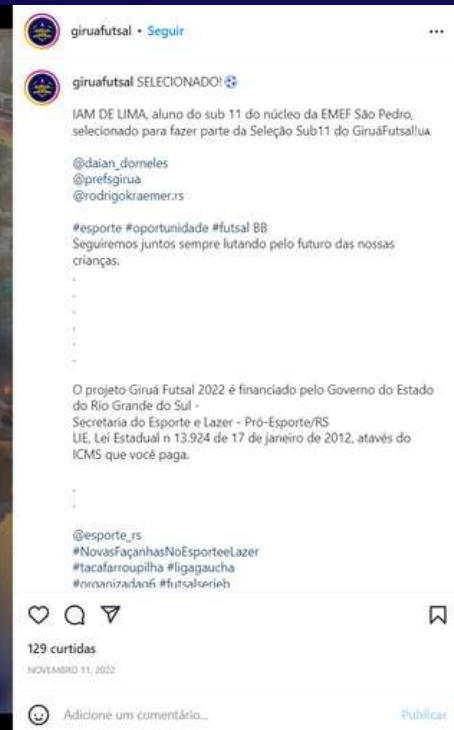 giruafutsal • Seguir
giruafutsal SELECIONADO! ⚽
IAM DE LIMA, aluno do sub 11 do núcleo da EMEF São Pedro,
selecionado para fazer parte da Seleção Sub11 do GiruáFutsal!
@daian_dorneles
@prefsgirua
@rodrigokraemer.rs
#esporte #oportunidade #futsal BB
Seguiremos juntos sempre lutando pelo futuro das nossas
crianças.
.
.
.
.
.
.
O projeto Giruá Futsal 2022 é financiado pelo Governo do Estado
do Rio Grande do Sul -
Secretaria do Esporte e Lazer - Pró-Esporte/RS
LIE, Lei Estadual n 13.924 de 17 de janeiro de 2012, atavés do
ICMS que você paga.
.
.
.
@esporte_rs
#NovasFaçanhasNoEsporteeLazer
#tacafarroupilha #ligagaucha
#organizadag6 #futsalserieb
129 curtidas
NOVEMBRO 11, 2022
Adicione um comentário...
Publicar